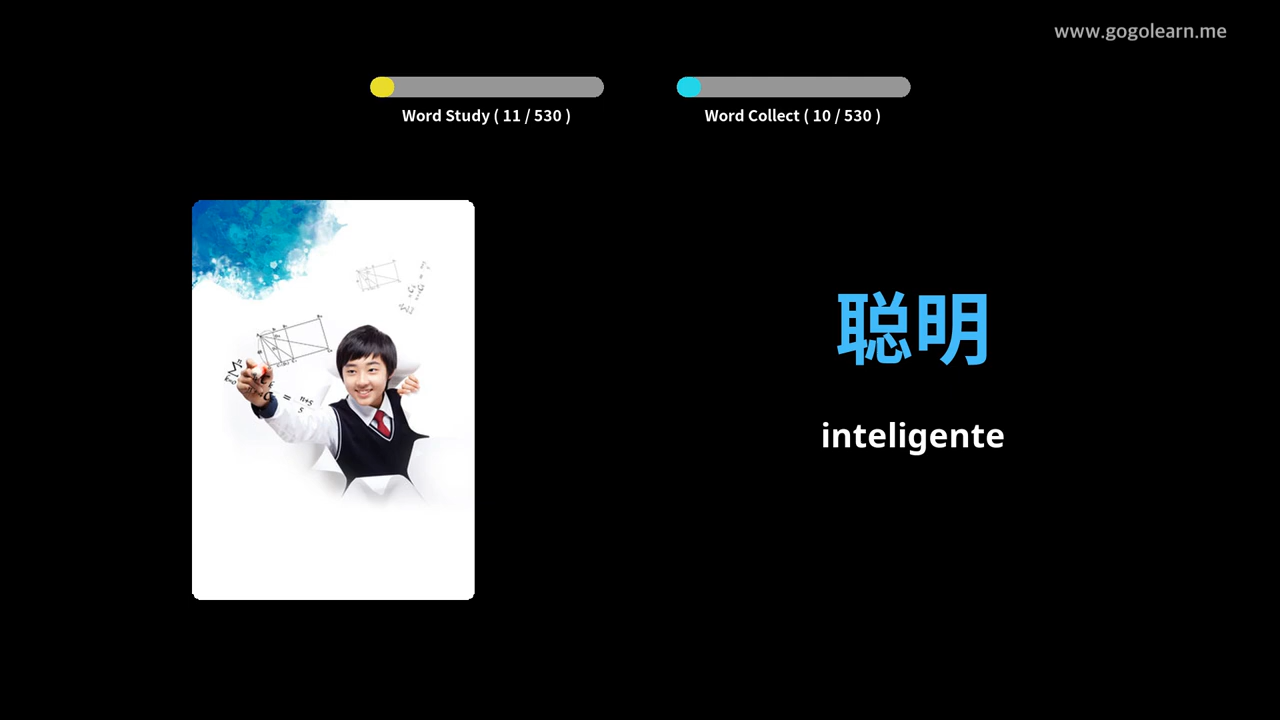 www.gogolearn.me
Word Study ( 11 / 530 )
Word Collect ( 10 / 530 )
聪明
inteligente